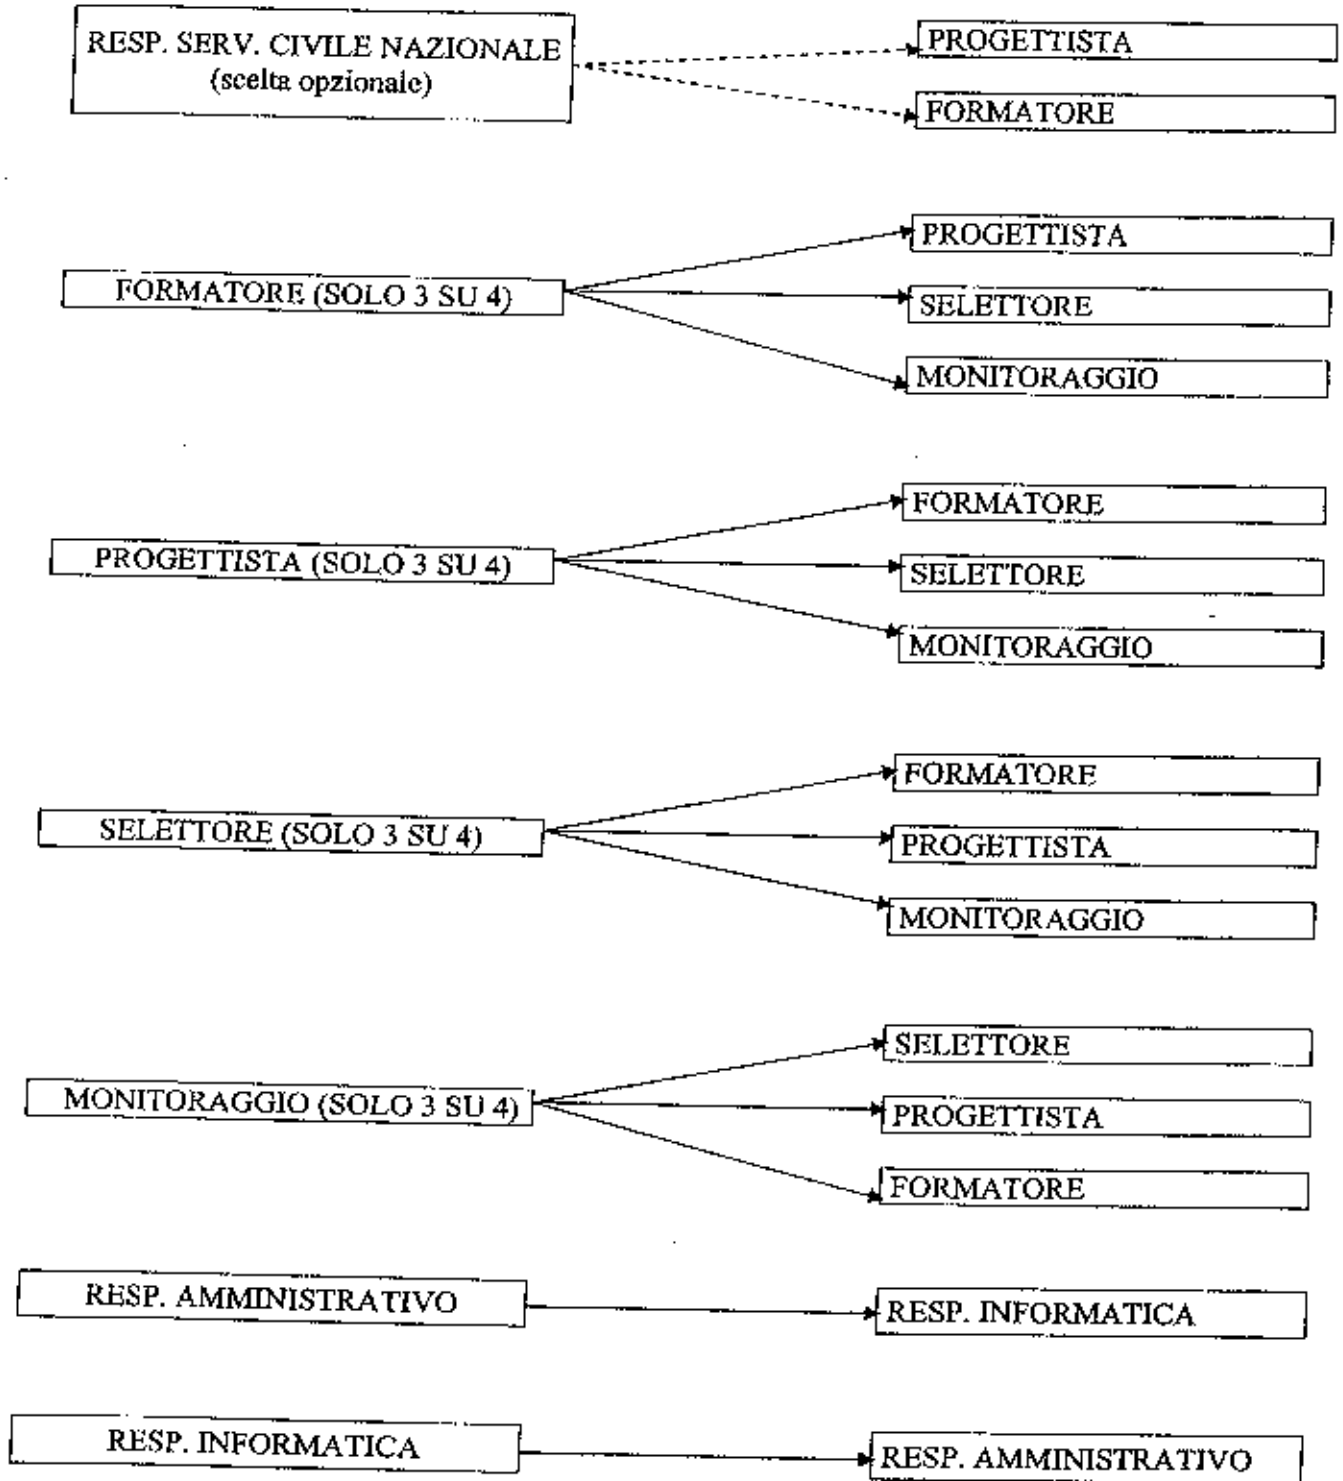 RESP. SERV. CIVILE NAZIONALE
(scelta opzionale)
PROGETTISTA
FORMATORE
FORMATORE (SOLO 3 SU 4)
PROGETTISTA
SELETTORE
MONITORAGGIO
PROGETTISTA (SOLO 3 SU 4)
FORMATORE
SELETTORE
MONITORAGGIO
SELETTORE (SOLO 3 SU 4)
FORMATORE
PROGETTISTA
MONITORAGGIO
MONITORAGGIO (SOLO 3 SU 4)
SELETTORE
PROGETTISTA
FORMATORE
RESP. AMMINISTRATIVO
RESP. INFORMATICA
RESP. INFORMATICA
RESP. AMMINISTRATIVO